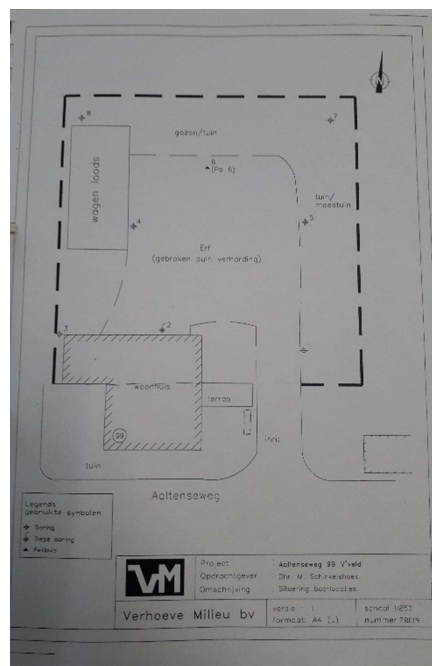 8
7
gazon/tuin
6
(Pb 6)
wagen loods
tuin/
moestuin
4
5
Erf
(gebroken puin verharding)
3
2
woonhuis
terras
99
inrit
tuin
Aaltenseweg
Legenda
gebruikte symbolen
Boring
Diepe boring
Peilbuis
VM
Project : Aaltenseweg 99 V'veld
Opdrachtgever : Dhr. M. Schinkelshoek
Omschrijving : Situering boorlocaties
Verhoeve Milieu bv
versie 1 schaal 1:250
formaat A4
nummer